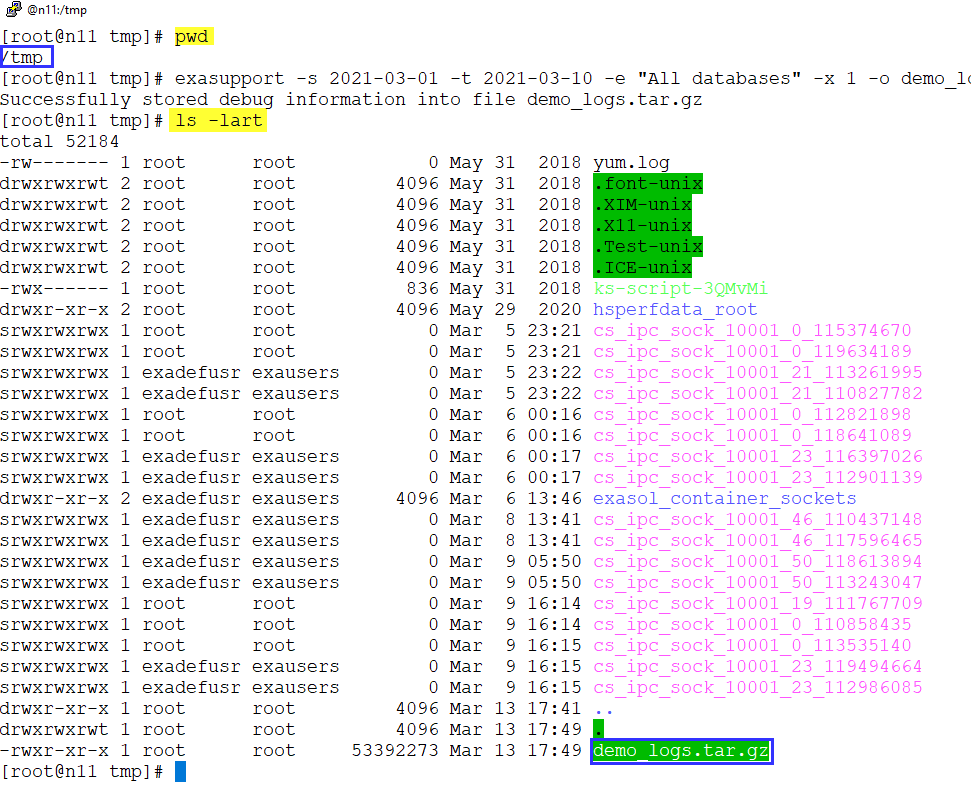 @n11:/tmp
[root@n11 tmp]# pwd
/tmp
[root@n11 tmp]# exasupport -s 2021-03-01 -t 2021-03-10 -e "All databases" -x 1 -o demo_lo
Successfully stored debug information into file demo_logs.tar.gz
[root@n11 tmp]# ls -lart
total 52184
-rw------- 1 root      root             0 May 31  2018 yum.log
drwxrwxrwt 2 root      root          4096 May 31  2018 .font-unix
drwxrwxrwt 2 root      root          4096 May 31  2018 .XIM-unix
drwxrwxrwt 2 root      root          4096 May 31  2018 .X11-unix
drwxrwxrwt 2 root      root          4096 May 31  2018 .Test-unix
drwxrwxrwt 2 root      root          4096 May 31  2018 .ICE-unix
-rwx------ 1 root      root           836 May 31  2018 ks-script-3QMvMi
drwxr-xr-x 2 root      root          4096 May 29  2020 hsperfdata_root
srwxrwxrwx 1 root      root             0 Mar  5 23:21 cs_ipc_sock_10001_0_115374670
srwxrwxrwx 1 root      root             0 Mar  5 23:21 cs_ipc_sock_10001_0_119634189
srwxrwxrwx 1 exadefusr exausers         0 Mar  5 23:22 cs_ipc_sock_10001_21_113261995
srwxrwxrwx 1 exadefusr exausers         0 Mar  5 23:22 cs_ipc_sock_10001_21_110827782
srwxrwxrwx 1 root      root             0 Mar  6 00:16 cs_ipc_sock_10001_0_112821898
srwxrwxrwx 1 root      root             0 Mar  6 00:16 cs_ipc_sock_10001_0_118641089
srwxrwxrwx 1 exadefusr exausers         0 Mar  6 00:17 cs_ipc_sock_10001_23_116397026
srwxrwxrwx 1 exadefusr exausers         0 Mar  6 00:17 cs_ipc_sock_10001_23_112901139
drwxr-xr-x 2 exadefusr exausers      4096 Mar  6 13:46 exasol_container_sockets
srwxrwxrwx 1 exadefusr exausers         0 Mar  8 13:41 cs_ipc_sock_10001_46_110437148
srwxrwxrwx 1 exadefusr exausers         0 Mar  8 13:41 cs_ipc_sock_10001_46_117596465
srwxrwxrwx 1 exadefusr exausers         0 Mar  9 05:50 cs_ipc_sock_10001_50_118613894
srwxrwxrwx 1 exadefusr exausers         0 Mar  9 05:50 cs_ipc_sock_10001_50_113243047
srwxrwxrwx 1 root      root             0 Mar  9 16:14 cs_ipc_sock_10001_19_111767709
srwxrwxrwx 1 root      root             0 Mar  9 16:14 cs_ipc_sock_10001_0_110858435
srwxrwxrwx 1 root      root             0 Mar  9 16:15 cs_ipc_sock_10001_0_113535140
srwxrwxrwx 1 exadefusr exausers         0 Mar  9 16:15 cs_ipc_sock_10001_23_119494664
srwxrwxrwx 1 exadefusr exausers         0 Mar  9 16:15 cs_ipc_sock_10001_23_112986085
drwxr-xr-x 1 root      root          4096 Mar 13 17:41 ..
drwxrwxrwt 1 root      root          4096 Mar 13 17:49 .
-rwxr-xr-x 1 root      root      53392273 Mar 13 17:49 demo_logs.tar.gz
[root@n11 tmp]#